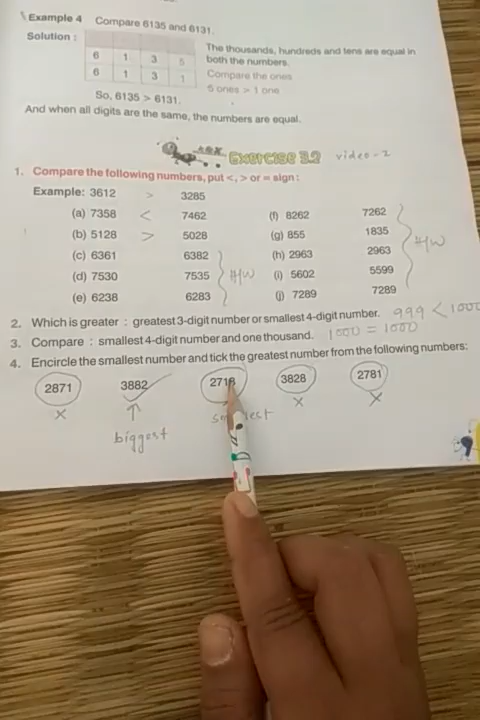 Example 4 Compare 6135 and 6131.
Solution :
6 1 3 5
6 1 3 1
The thousands, hundreds and tens are equal in
both the numbers.
Compare the ones
5 ones > 1 one
So, 6135 > 6131.
And when all digits are the same, the numbers are equal.
Exercise 3.2 video-2
1. Compare the following numbers, put <, > or = sign:
Example: 3612 > 3285
(a) 7358 < 7462 (f) 8262 7262
(b) 5128 > 5028 (g) 855 1835
(c) 6361 6382 (h) 2963 2963
(d) 7530 7535 (i) 5602 5599
(e) 6238 6283 (j) 7289 7289
H/W H/W
2. Which is greater : greatest 3-digit number or smallest 4-digit number. 999 < 1000
3. Compare : smallest 4-digit number and one thousand. 1000 = 1000
4. Encircle the smallest number and tick the greatest number from the following numbers:
2871 3882 2718 3828 2781
x x x
biggest